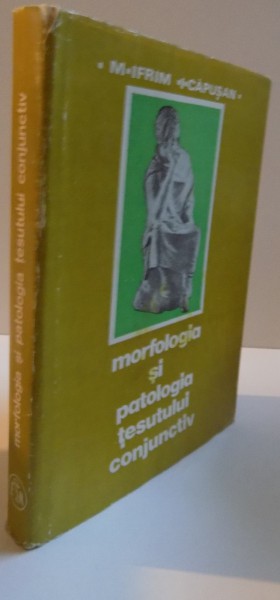 • M•IFRIM •I•CĂPUȘAN •
morfologia
și
patologia
țesutului
conjunctiv
morfologia și patologia țesutului conjunctiv